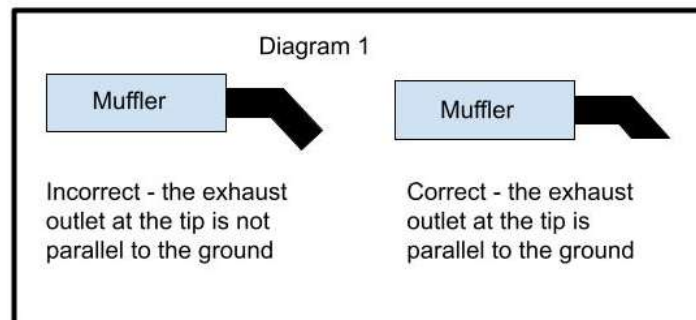 Diagram 1
Muffler
Muffler
Incorrect - the exhaust
outlet at the tip is not
parallel to the ground
Correct - the exhaust
outlet at the tip is
parallel to the ground